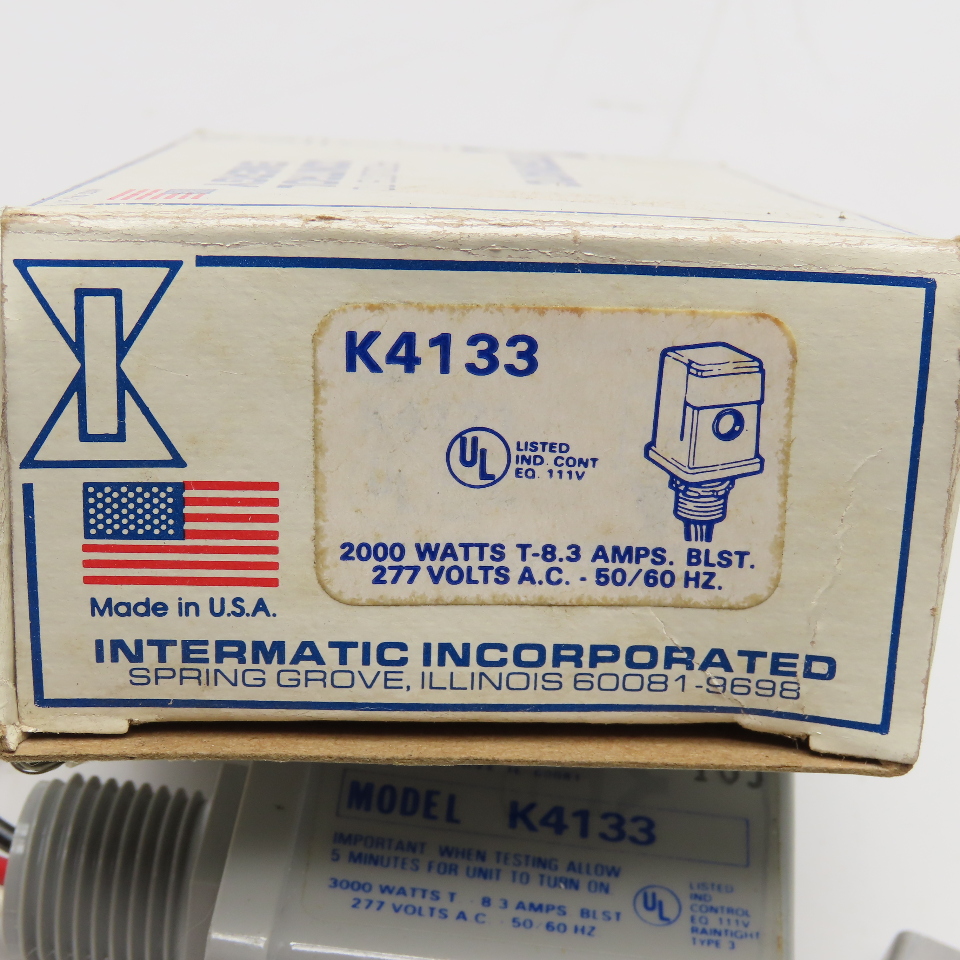 K4133
UL
LISTED
IND. CONT
EQ. 111V
2000 WATTS T-8.3 AMPS. BLST.
277 VOLTS A.C. - 50/60 HZ.
Made in U.S.A.
INTERMATIC INCORPORATED
SPRING GROVE, ILLINOIS 60081-9698
MODEL K4133
IMPORTANT. WHEN TESTING ALLOW
5 MINUTES FOR UNIT TO TURN ON
3000 WATTS T - 8.3 AMPS BLST
277 VOLTS A.C. - 50/60 HZ
UL
LISTED
IND
CONTROL
EQ. 111V
RAINTIGHT
TYPE 3